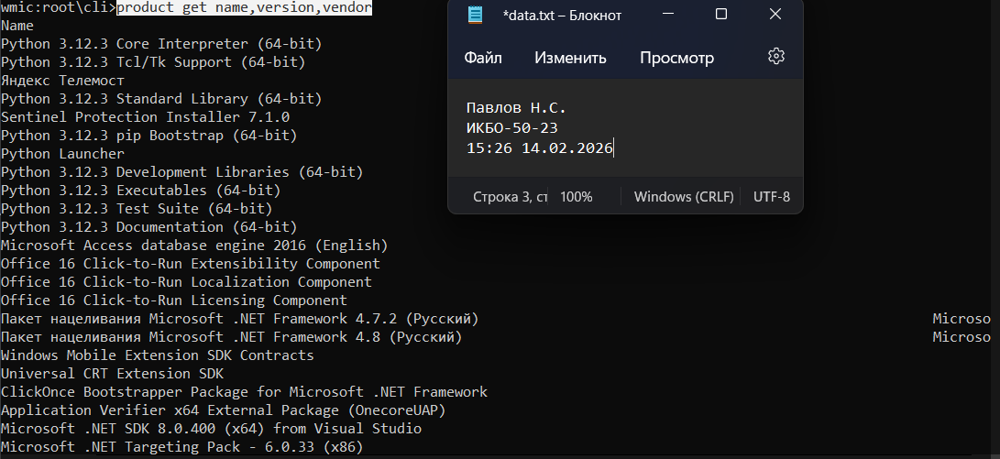 wmic:root\cli>product get name,version,vendor
Name
Python 3.12.3 Core Interpreter (64-bit)
Python 3.12.3 Tcl/Tk Support (64-bit)
Яндекс Телемост
Python 3.12.3 Standard Library (64-bit)
Sentinel Protection Installer 7.1.0
Python 3.12.3 pip Bootstrap (64-bit)
Python Launcher
Python 3.12.3 Development Libraries (64-bit)
Python 3.12.3 Executables (64-bit)
Python 3.12.3 Test Suite (64-bit)
Python 3.12.3 Documentation (64-bit)
Microsoft Access database engine 2016 (English)
Office 16 Click-to-Run Extensibility Component
Office 16 Click-to-Run Localization Component
Office 16 Click-to-Run Licensing Component
Пакет нацеливания Microsoft .NET Framework 4.7.2 (Русский) Microso
Пакет нацеливания Microsoft .NET Framework 4.8 (Русский) Microso
Windows Mobile Extension SDK Contracts
Universal CRT Extension SDK
ClickOnce Bootstrapper Package for Microsoft .NET Framework
Application Verifier x64 External Package (OnecoreUAP)
Microsoft .NET SDK 8.0.400 (x64) from Visual Studio
Microsoft .NET Targeting Pack - 6.0.33 (x86)
*data.txt – Блокнот
Файл Изменить Просмотр
Павлов Н.С.
ИКБО-50-23
15:26 14.02.2026
Строка 3, ст 100% Windows (CRLF) UTF-8